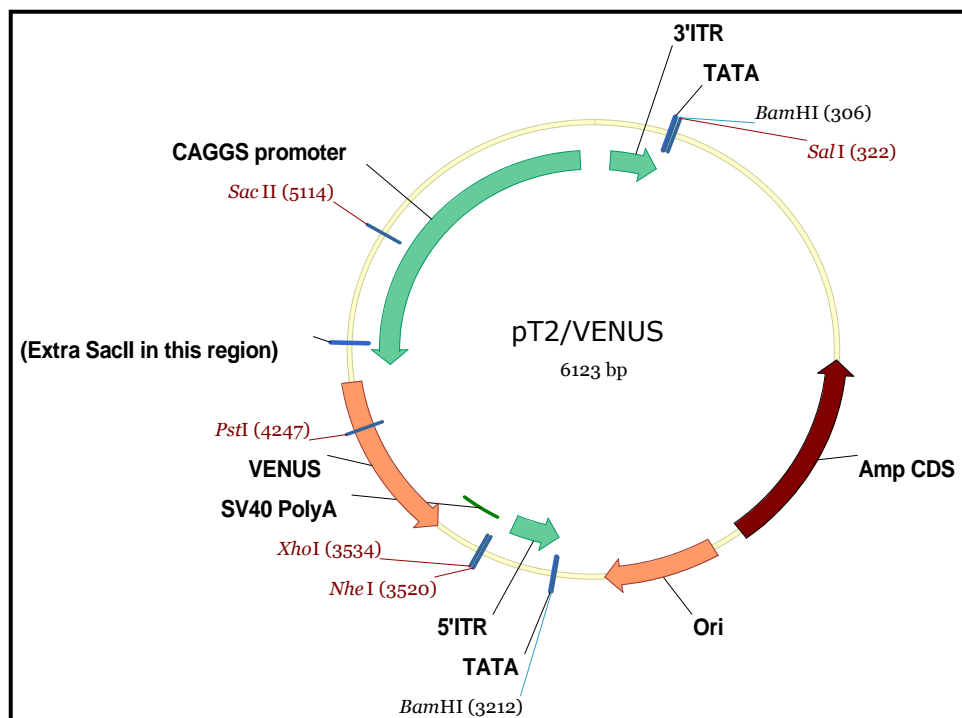 3'ITR
TATA
BamHI (306)
SalI (322)
CAGGS promoter
SacII (5114)
pT2/VENUS
6123 bp
(Extra SacII in this region)
PstI (4247)
VENUS
SV40 PolyA
Amp CDS
XhoI (3534)
NheI (3520)
5'ITR
Ori
TATA
BamHI (3212)